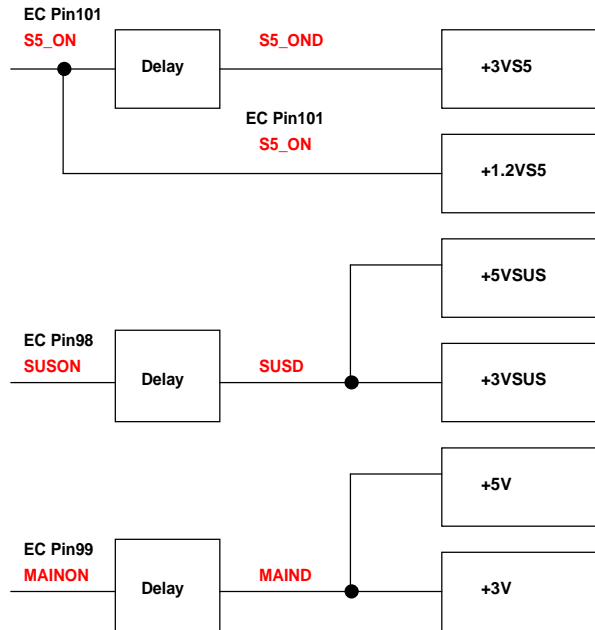 EC Pin101
S5_ON
Delay
S5_OND
+3VS5
EC Pin101
S5_ON
+1.2VS5
+5VSUS
EC Pin98
SUSON
Delay
SUSD
+3VSUS
+5V
EC Pin99
MAINON
Delay
MAIND
+3V